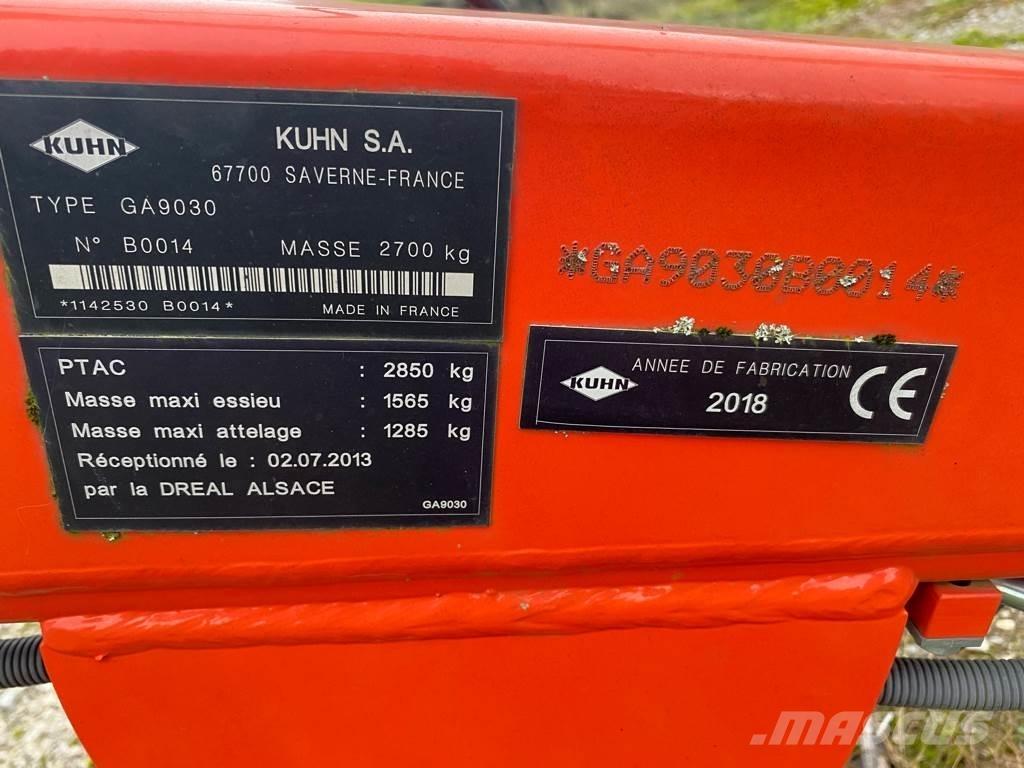 KUHN
KUHN S.A.
67700 SAVERNE-FRANCE
TYPE GA9030
N° B0014 MASSE 2700 kg
*1142530 B0014* MADE IN FRANCE
PTAC : 2850 kg
Masse maxi essieu : 1565 kg
Masse maxi attelage : 1285 kg
Réceptionné le : 02.07.2013
par la DREAL ALSACE
GA9030
*GA9030B0014*
KUHN
ANNEE DE FABRICATION
2018
CE
MASCUS